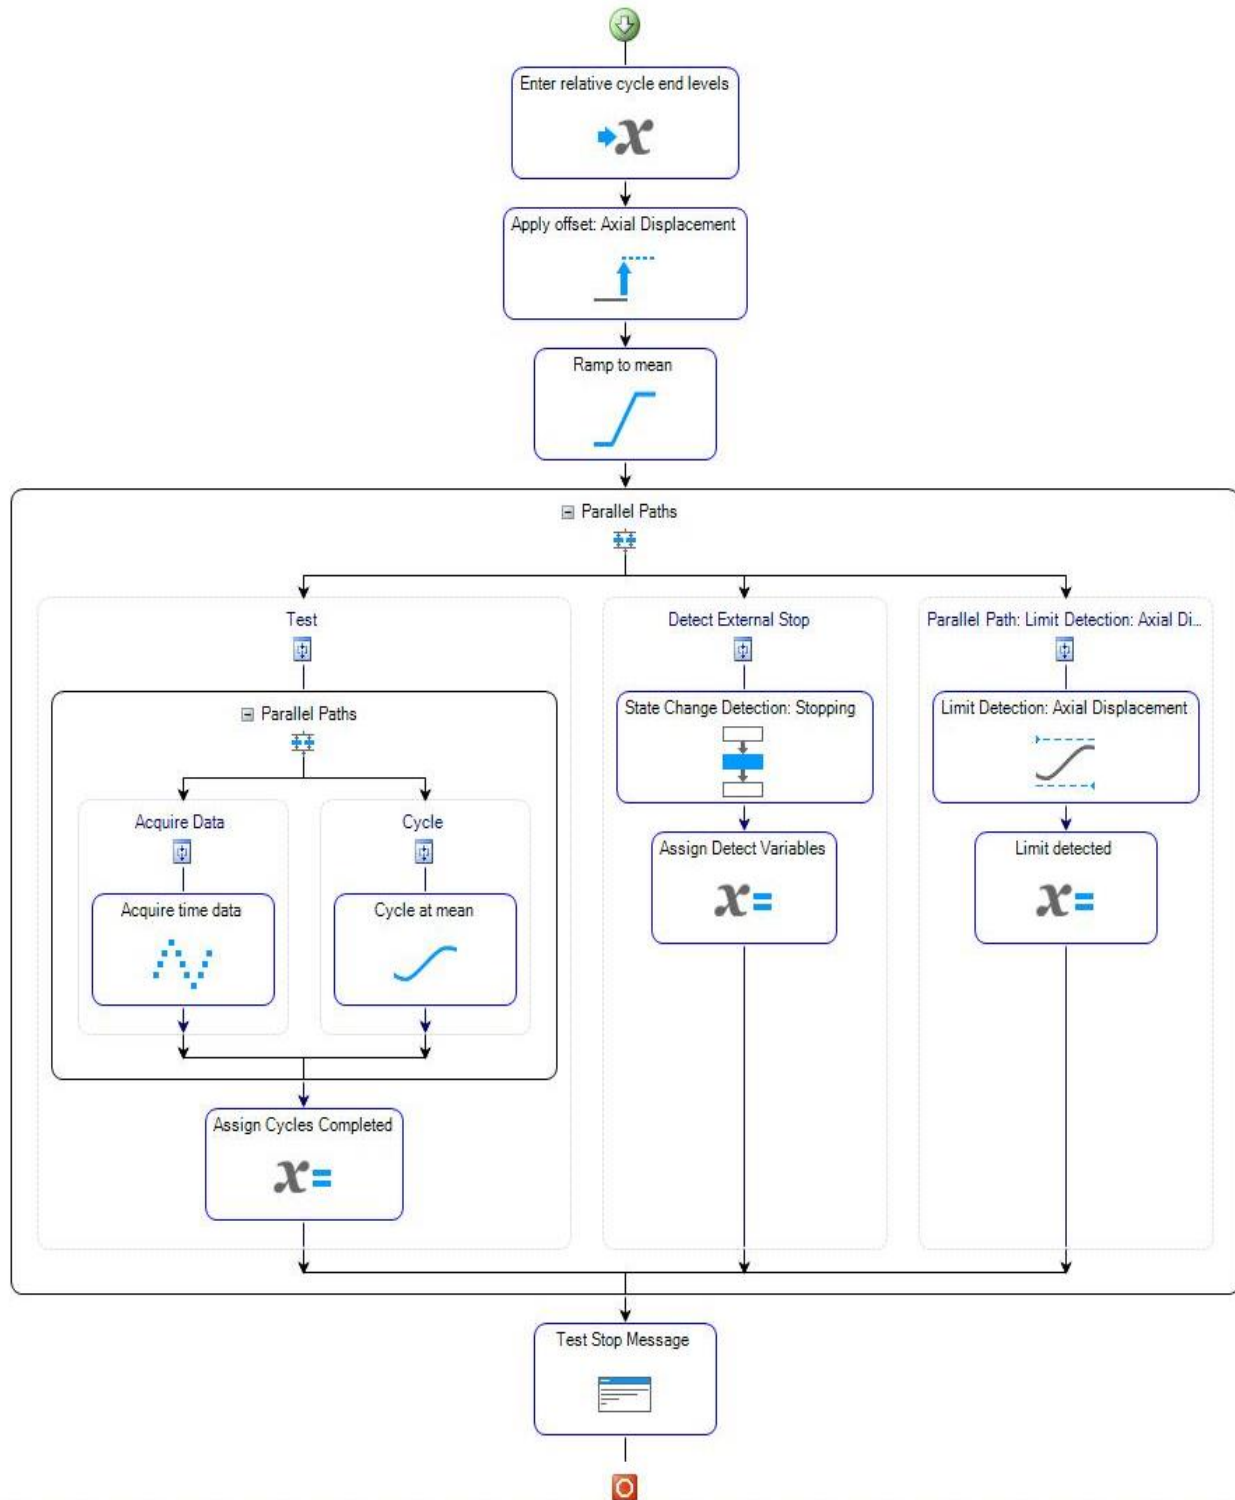 Enter relative cycle end levels
Apply offset: Axial Displacement
Ramp to mean
Parallel Paths
Test
Detect External Stop
Parallel Path: Limit Detection: Axial Di...
Parallel Paths
State Change Detection: Stopping
Limit Detection: Axial Displacement
Acquire Data
Cycle
Assign Detect Variables
Limit detected
Acquire time data
Cycle at mean
Assign Cycles Completed
Test Stop Message